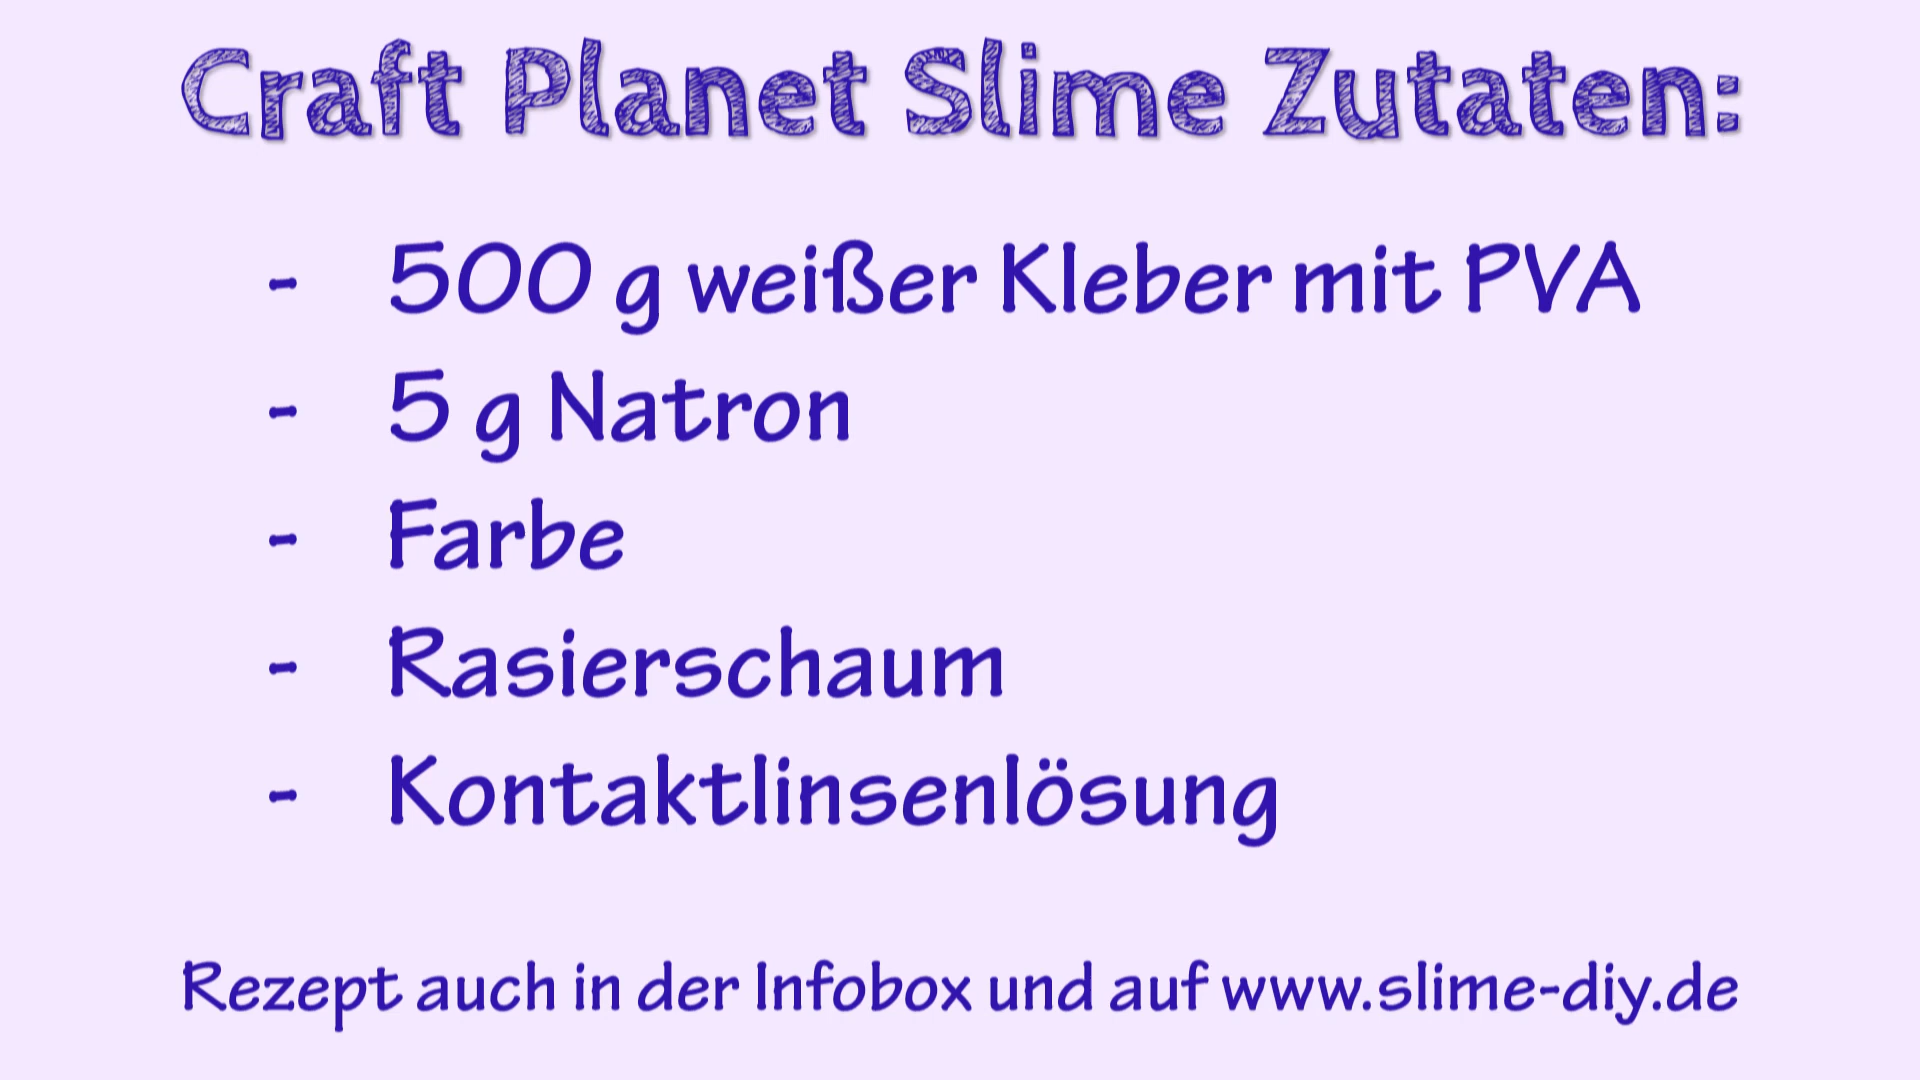 Craft Planet Slime Zutaten:
- 500 g weißer Kleber mit PVA
- 5 g Natron
- Farbe
- Rasierschaum
- Kontaktlinsenlösung
Rezept auch in der Infobox und auf www.slime-diy.de